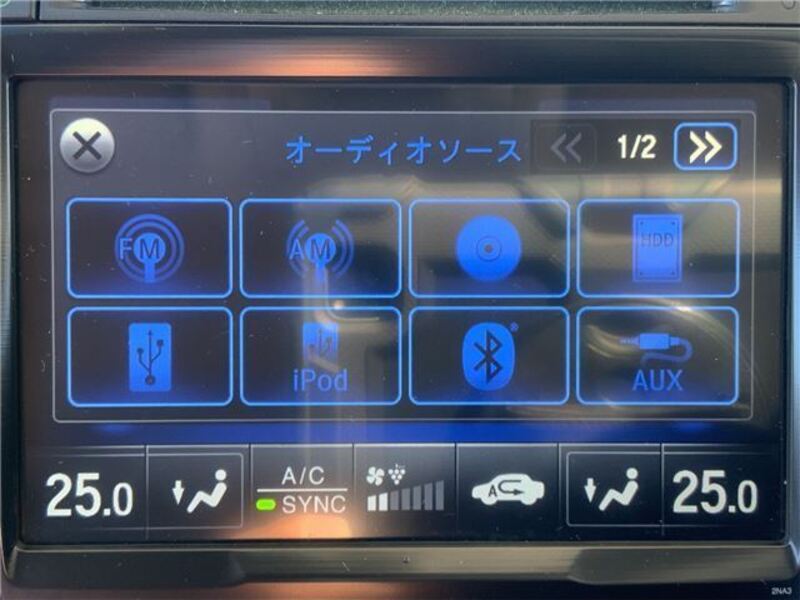 オーディオソース 1/2
FM AM HDD
iPod AUX
25.0 A/C 25.0
SYNC
A
2NA3